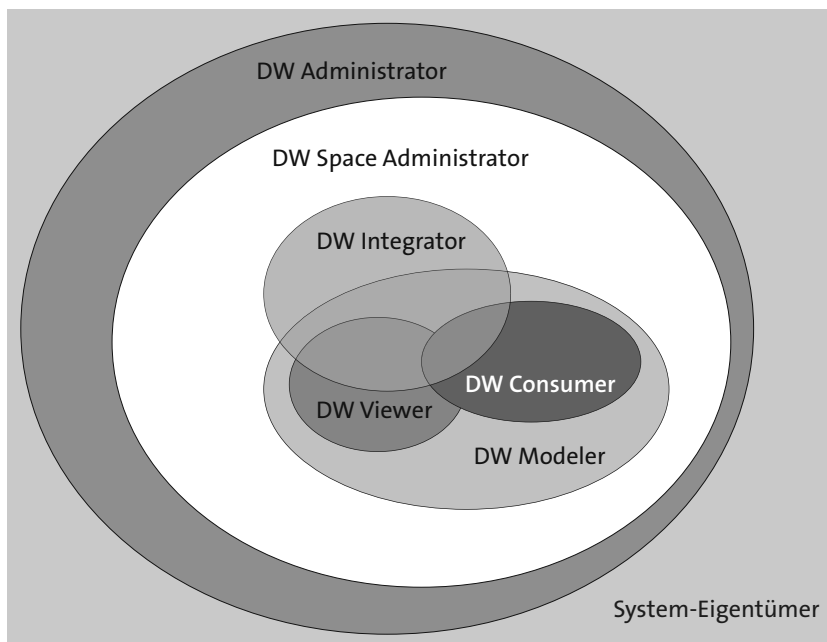 DW Administrator
DW Space Administrator
DW Integrator
DW Consumer
DW Viewer
DW Modeler
System-Eigentümer